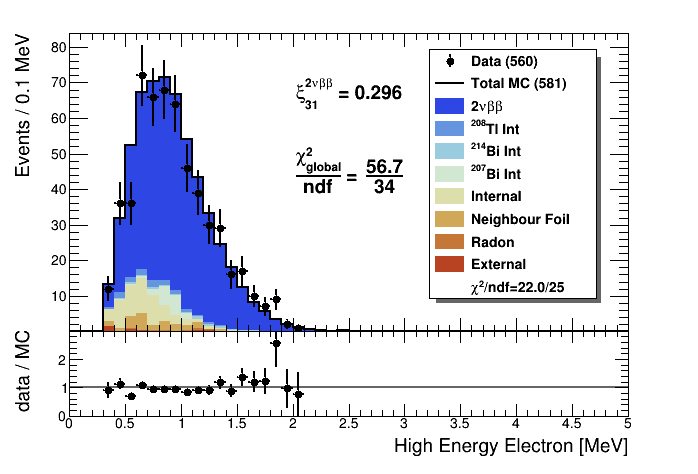 Events / 0.1 MeV
80
70
60
50
40
30
20
10
ξ 2νββ 31 = 0.296
χ² global / ndf = 56.7 / 34
Data (560)
Total MC (581)
2νββ
²⁰⁸Tl Int
²¹⁴Bi Int
²⁰⁷Bi Int
Internal
Neighbour Foil
Radon
External
χ²/ndf=22.0/25
data / MC
2
1
0
0 0.5 1 1.5 2 2.5 3 3.5 4 4.5 5
High Energy Electron [MeV]